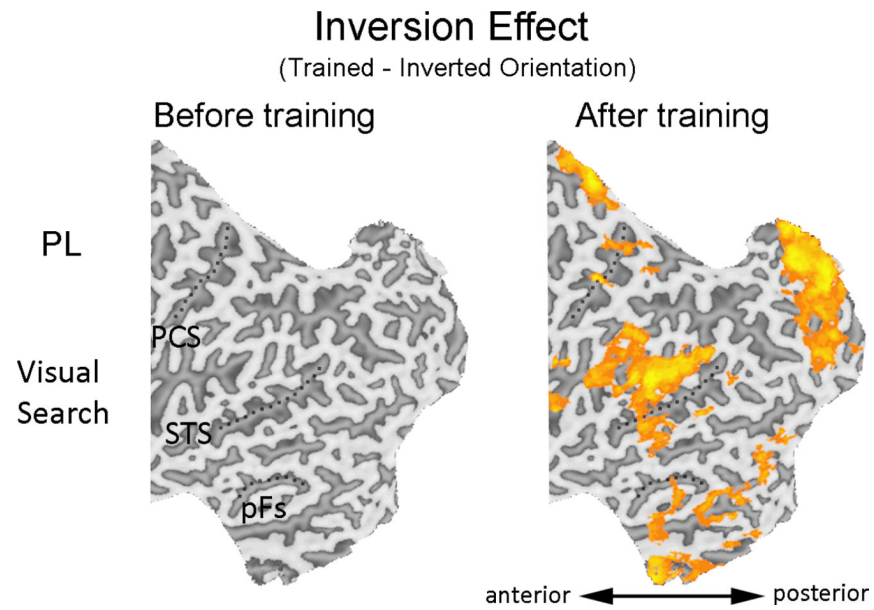 Inversion Effect
(Trained - Inverted Orientation)
Before training
After training
PL
PCS
Visual
Search
STS
pFs
anterior
posterior